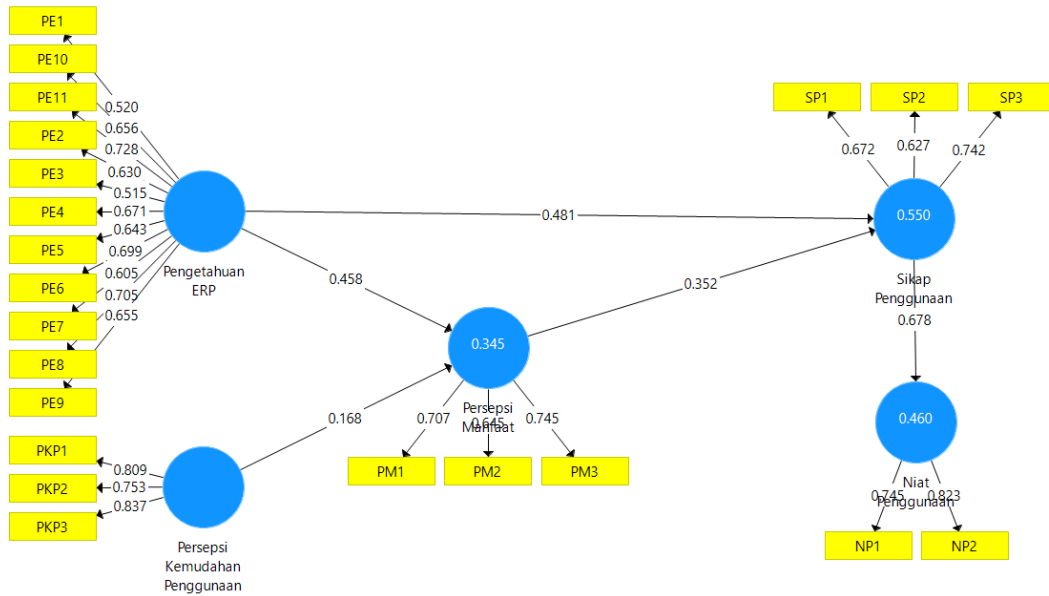 PE1
PE10
PE11
PE2
PE3
PE4
PE5
PE6
PE7
PE8
PE9
0.520
0.656
0.728
0.630
0.515
0.671
0.643
0.699
0.605
0.705
0.655
Pengetahuan
ERP
0.481
0.458
PKP1
PKP2
PKP3
0.809
0.753
0.837
Persepsi
Kemudahan
Penggunaan
0.168
0.345
Persepsi
Manfaat
0.707
0.645
0.745
PM1
PM2
PM3
0.352
SP1
SP2
SP3
0.672
0.627
0.742
0.550
Sikap
Penggunaan
0.678
0.460
Niat
Penggunaan
0.745
0.823
NP1
NP2